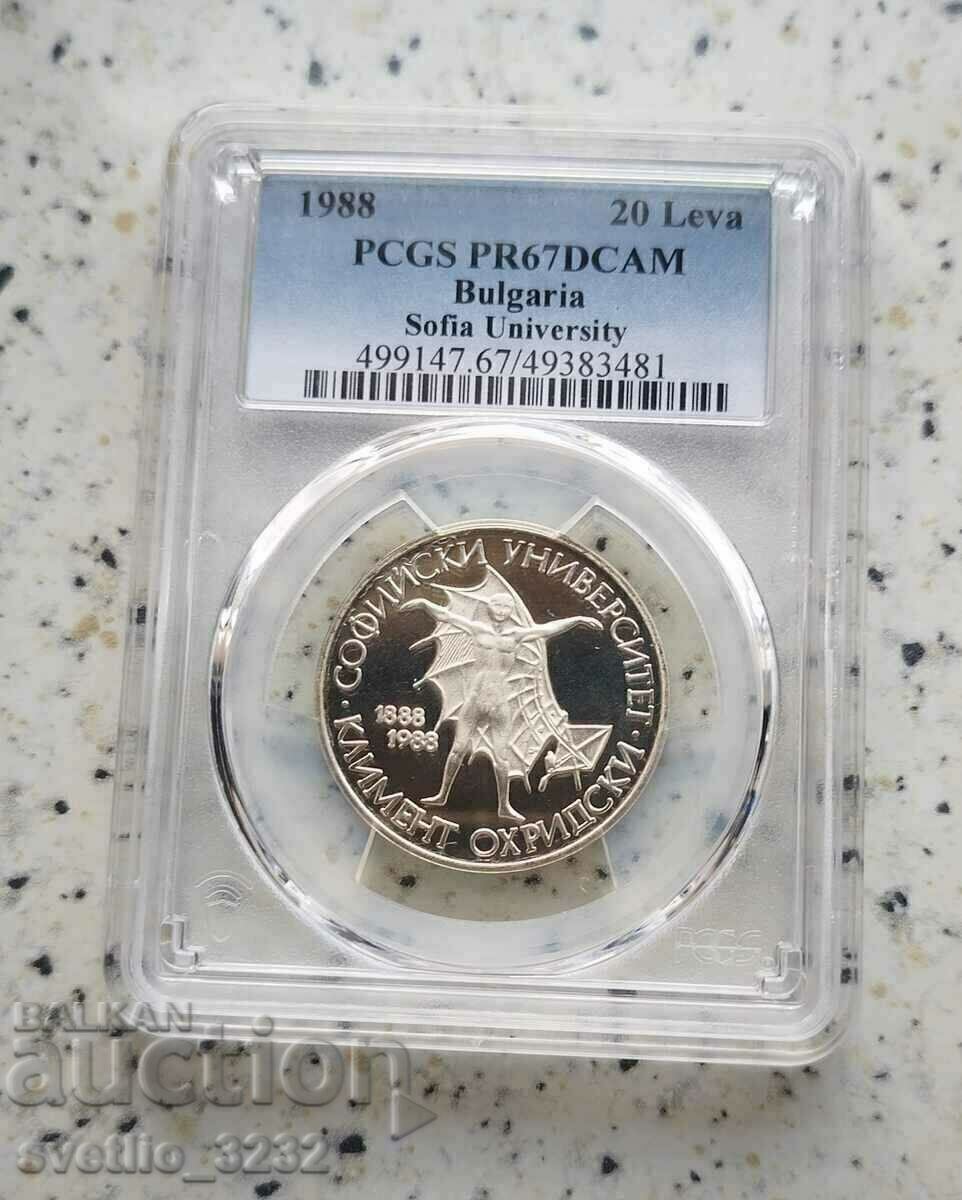 1988 20 Leva
PCGS PR67DCAM
Bulgaria
Sofia University
499147.67/49383481
СОФИЙСКИ УНИВЕРСИТЕТ
· КЛИМЕНТ ОХРИДСКИ ·
1888
1988
PCGS
BALKAN
auction
svetlio_3232